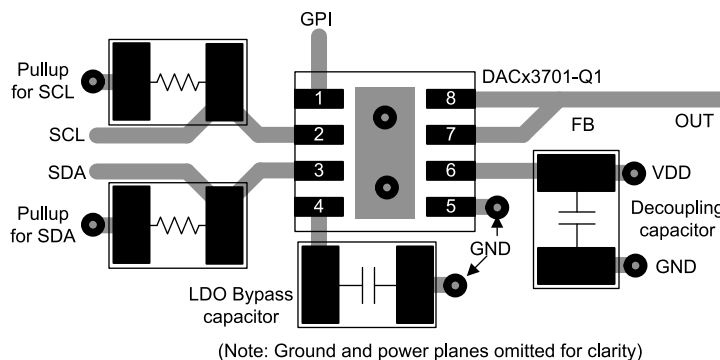 GPI
DACx3701-Q1
Pullup
for SCL
1
8
SCL
2
7
FB
OUT
SDA
3
6
VDD
Pullup
for SDA
4
5
Decoupling
capacitor
GND
GND
LDO Bypass
capacitor
(Note: Ground and power planes omitted for clarity)